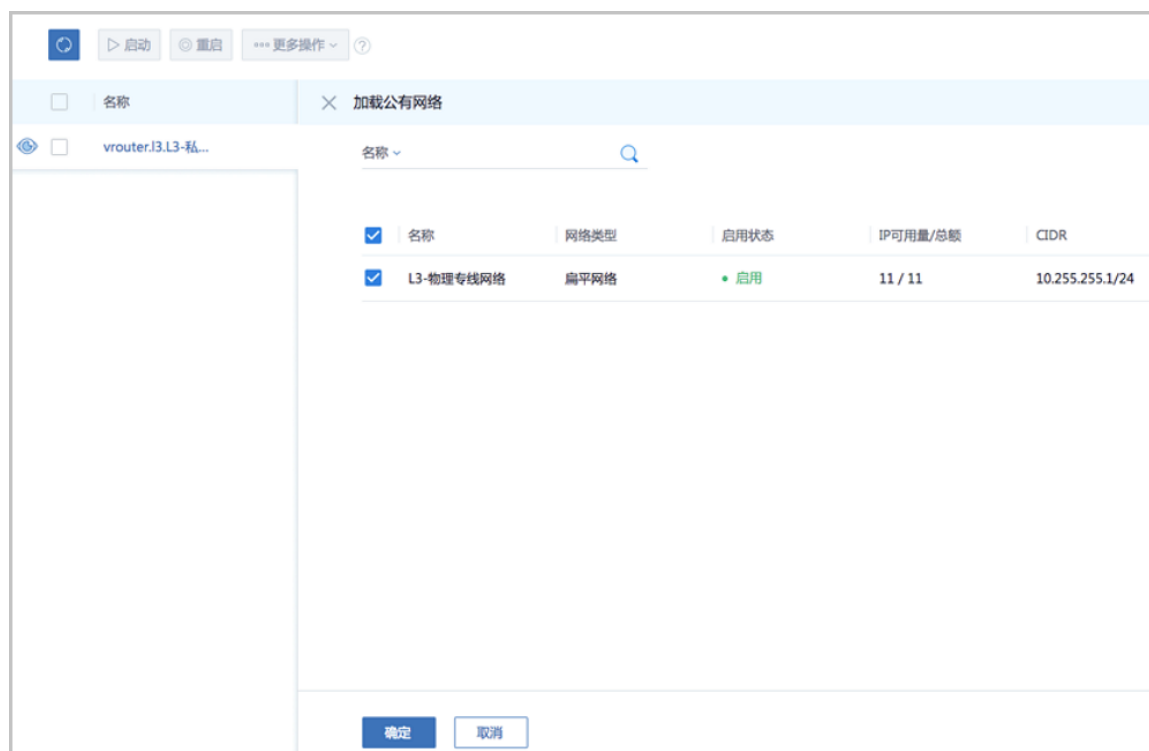 启动 重启 更多操作 ?
名称
加载公有网络
vrouter.l3.L3-私...
名称
名称 网络类型 启用状态 IP可用量/总额 CIDR
L3-物理专线网络 扁平网络 启用 11 / 11 10.255.255.1/24
确定 取消